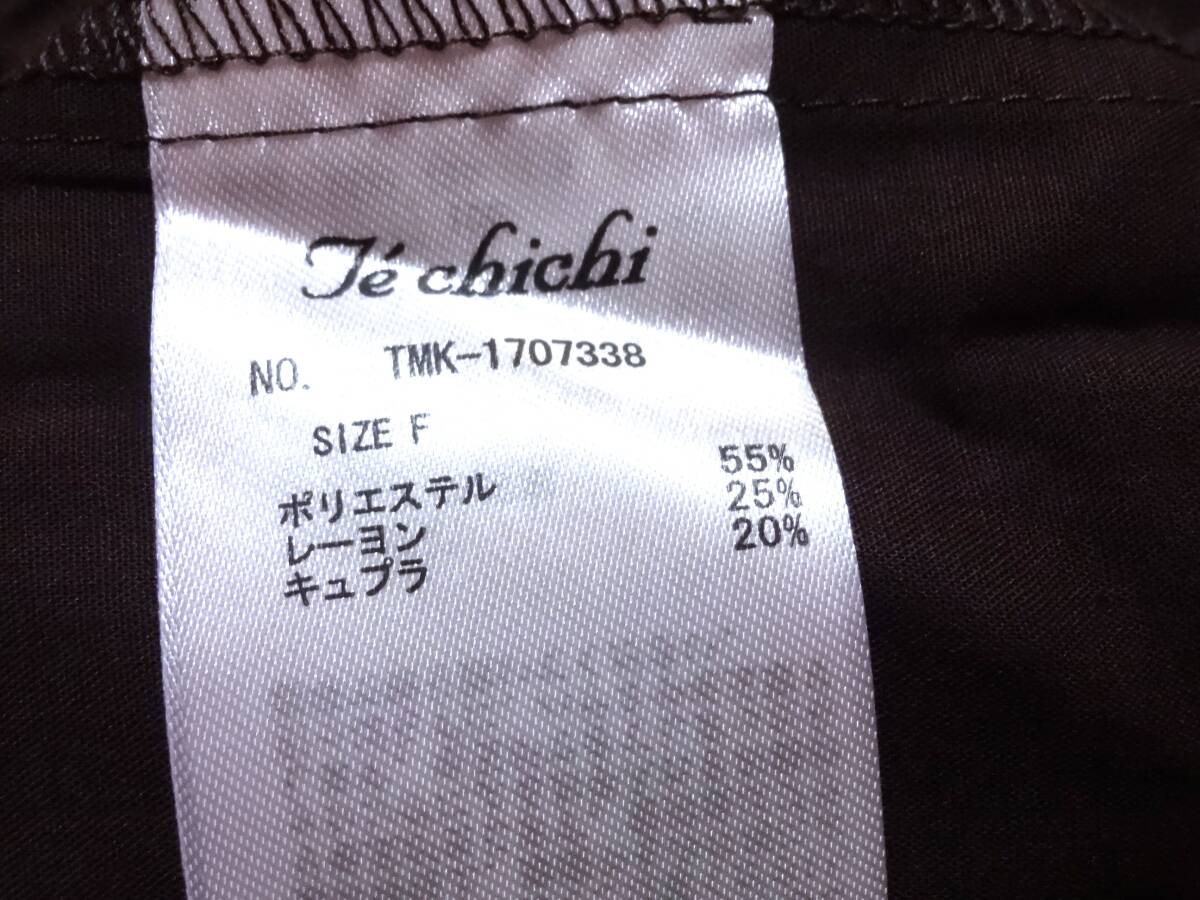 Té chichi
NO. TMK-1707338
SIZE F
ポリエステル 55%
レーヨン 25%
キュプラ 20%